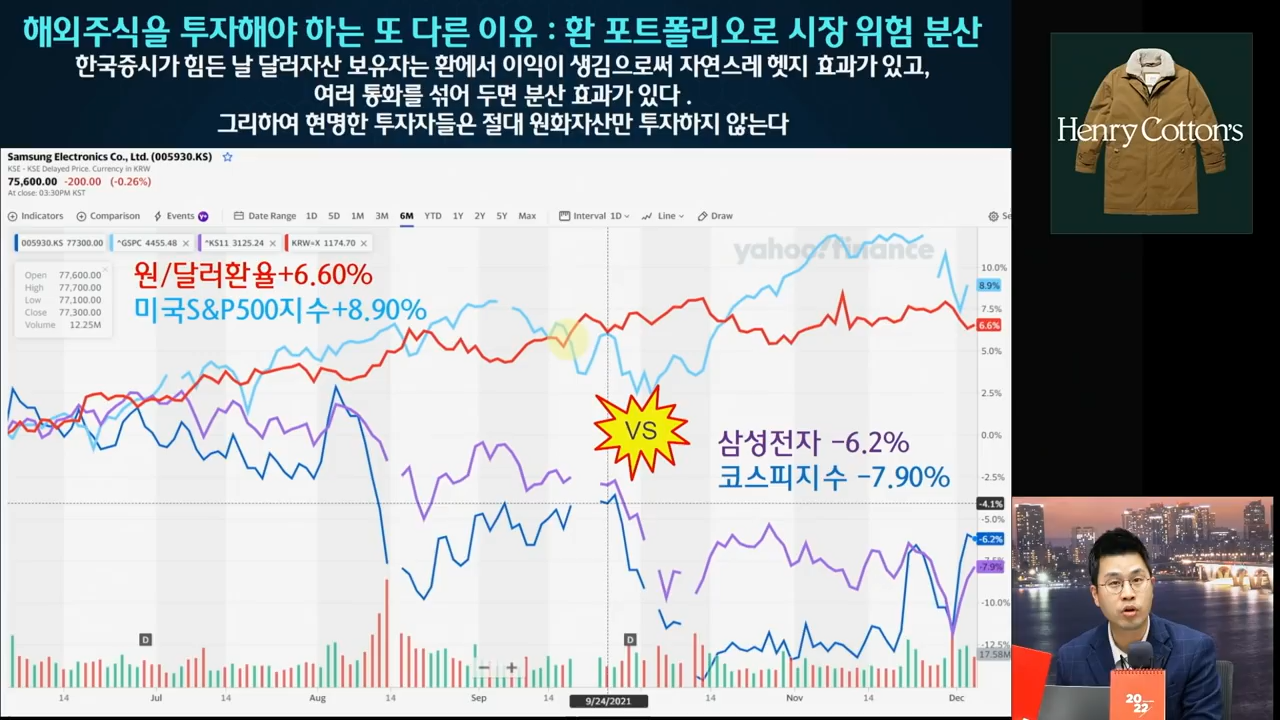 해외주식을 투자해야 하는 또 다른 이유 : 환 포트폴리오로 시장 위험 분산
한국증시가 힘든 날 달러자산 보유자는 환에서 이익이 생김으로써 자연스레 헷지 효과가 있고,
여러 통화를 섞어 두면 분산 효과가 있다 .
그리하여 현명한 투자자들은 절대 원화자산만 투자하지 않는다
Henry Cotton's
Samsung Electronics Co., Ltd. (005930.KS)
KSE - KSE Delayed Price. Currency in KRW
75,600.00 -200.00 (-0.26%)
At close: 03:30PM KST
Indicators Comparison Events Y+ Date Range 1D 5D 1M 3M 6M YTD 1Y 2Y 5Y Max Interval 1D Line Draw Se
005930.KS 77300.00 ^GSPC 4455.48 × ^KS11 3125.24 × KRW=X 1174.70 ×
yahoo!finance
Open 77,600.00
High 77,700.00
Low 77,100.00
Close 77,300.00
Volume 12.25M
원/달러환율+6.60%
미국S&P500지수+8.90%
VS
삼성전자 -6.2%
코스피지수 -7.90%
10.0%
8.9%
7.5%
6.6%
5.0%
2.5%
0.0%
-2.5%
-4.1%
-5.0%
-6.2%
-7.9%
-10.0%
-12.5%
17.58M
D D
14 Jul 14 Aug 14 Sep 14 9/24/2021 14 Nov 14 Dec
2022